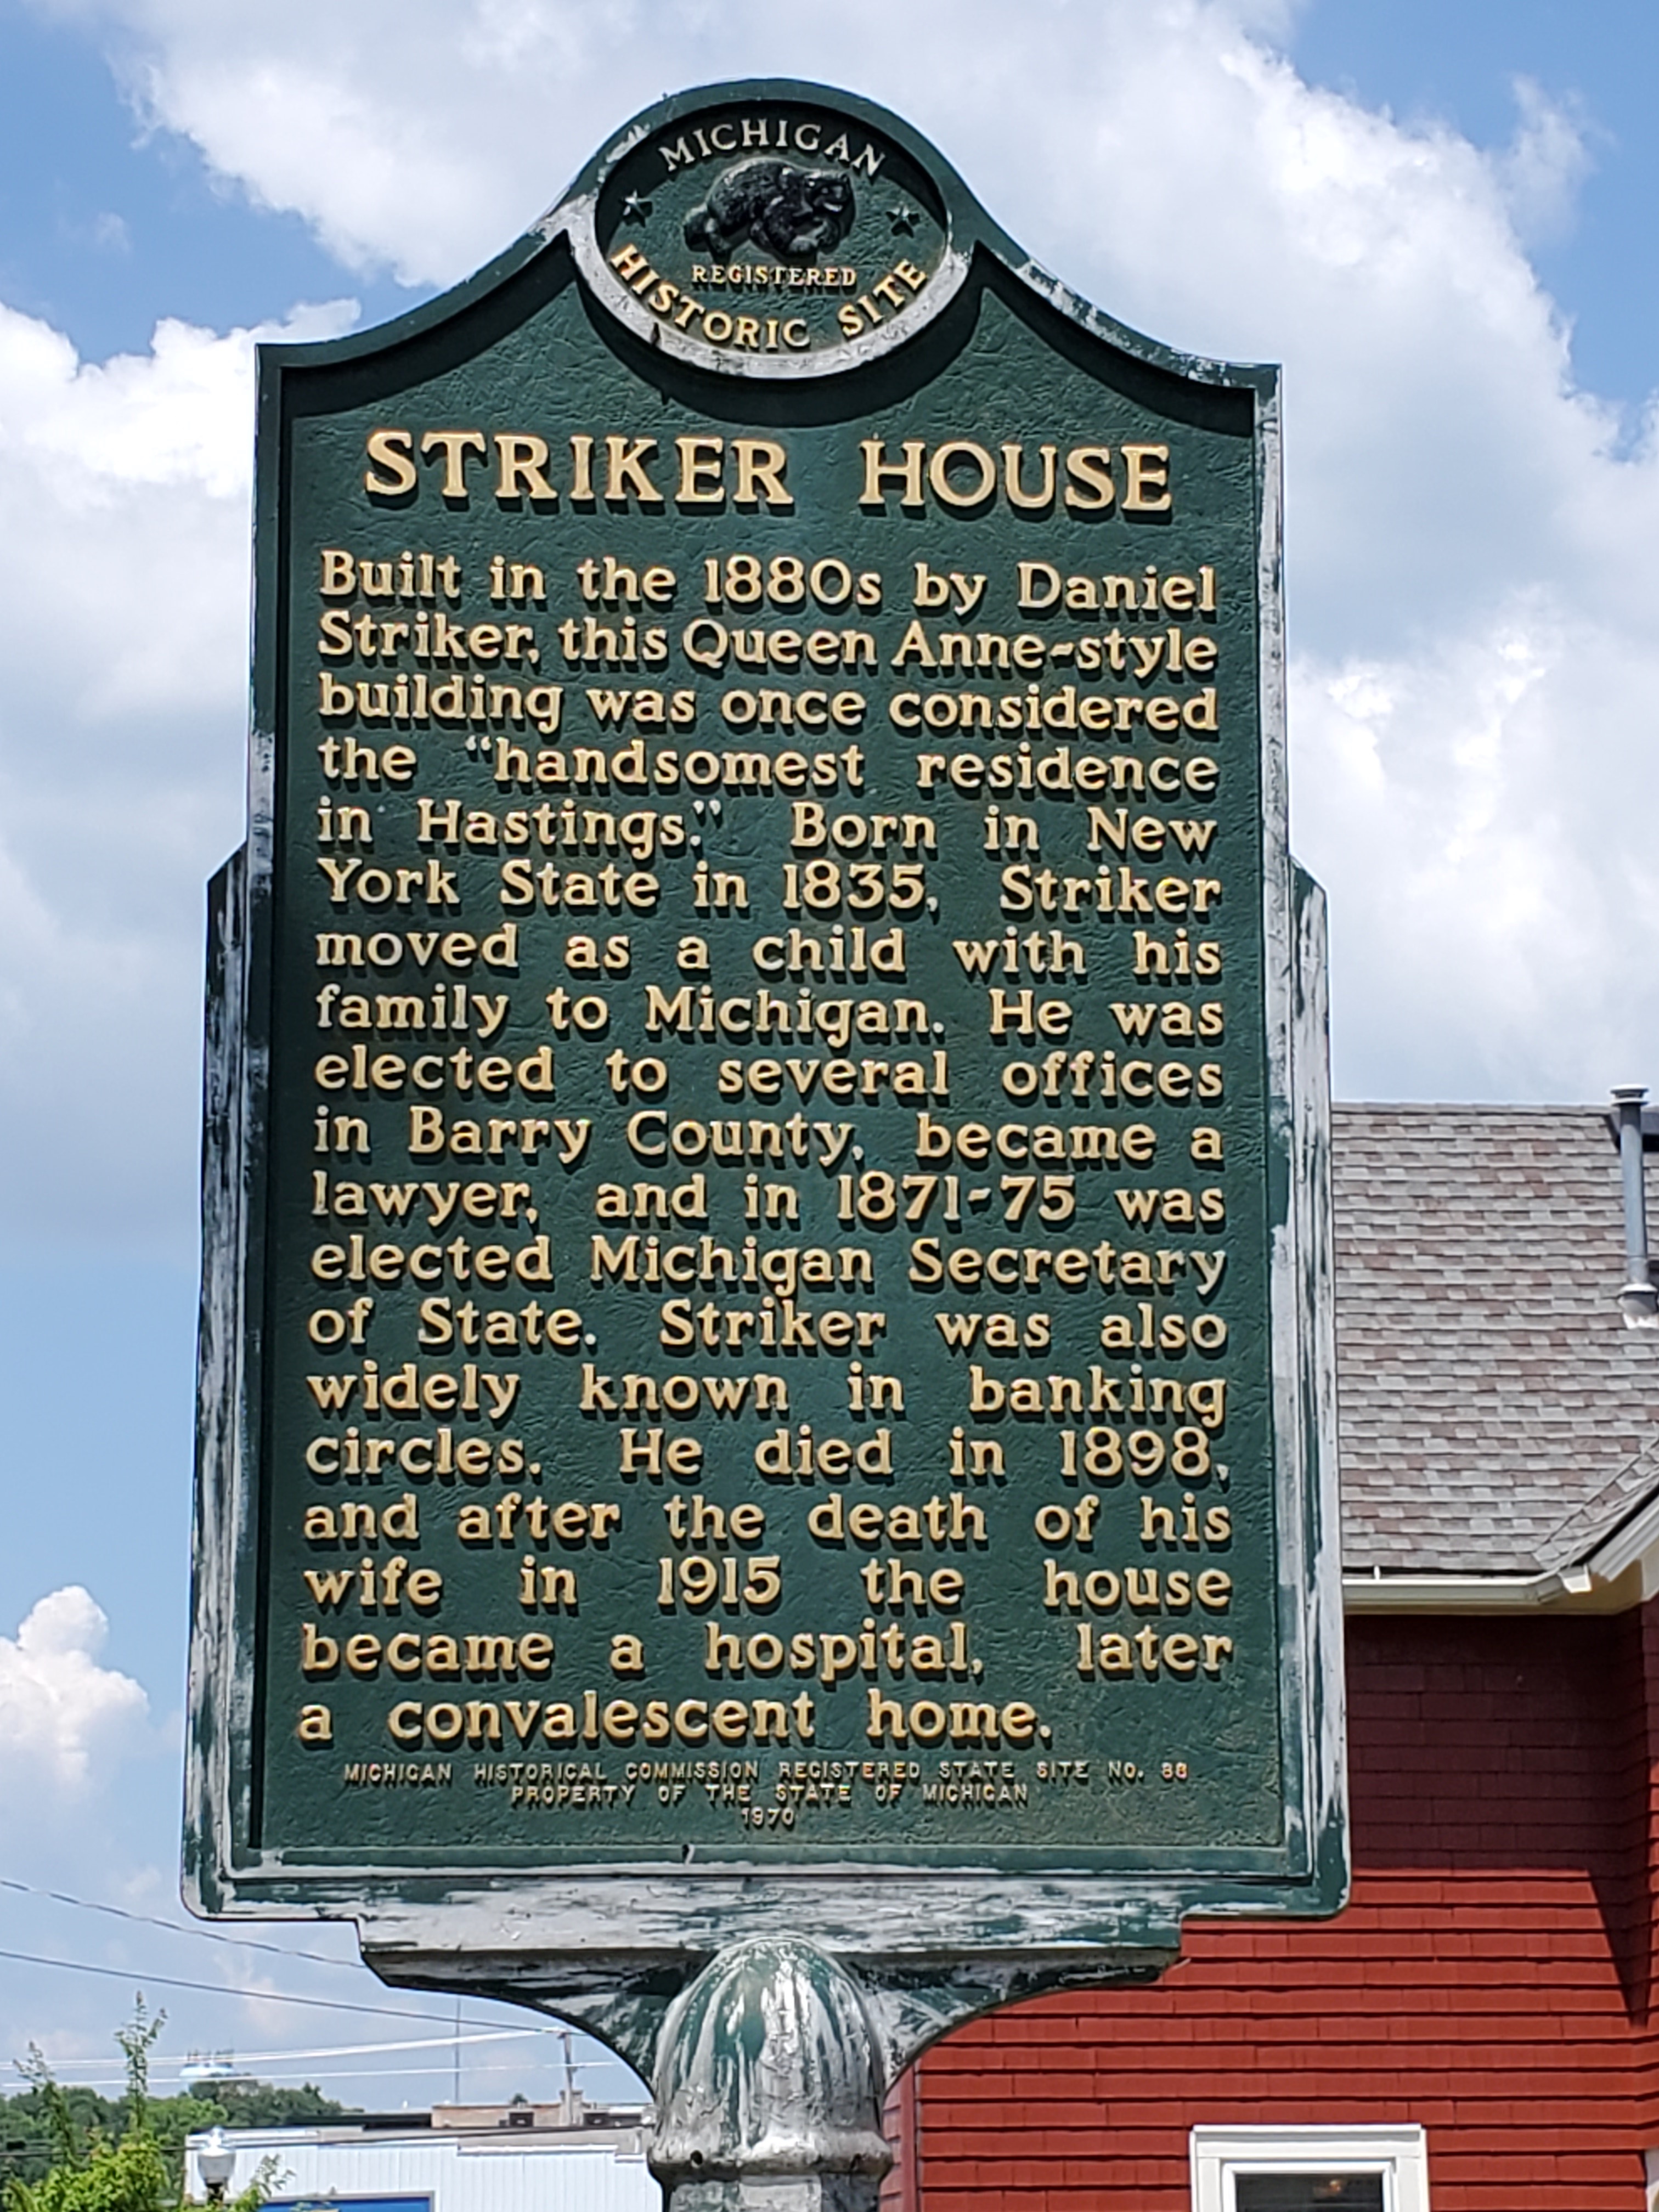 MICHIGAN
REGISTERED
HISTORIC SITE
STRIKER HOUSE
Built in the 1880s by Daniel
Striker, this Queen Anne-style
building was once considered
the "handsomest residence
in Hastings." Born in New
York State in 1835, Striker
moved as a child with his
family to Michigan. He was
elected to several offices
in Barry County, became a
lawyer, and in 1871-75 was
elected Michigan Secretary
of State. Striker was also
widely known in banking
circles. He died in 1898,
and after the death of his
wife in 1915 the house
became a hospital, later
a convalescent home.
MICHIGAN HISTORICAL COMMISSION REGISTERED STATE SITE NO.
PROPERTY OF THE STATE OF MICHIGAN
1970